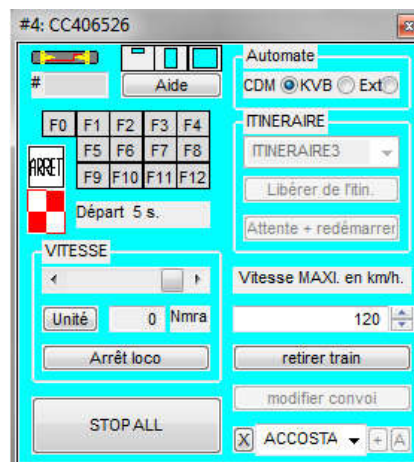 #4: CC406526
x
Automate
# Aide
CDM KVB Ext
F0 F1 F2 F3 F4
F5 F6 F7 F8
F9 F10 F11 F12
ARRET
Départ 5 s.
ITINERAIRE
ITINERAIRE3
Libérer de l'itin.
Attente + redémarrer
VITESSE
Unité 0 Nmra
Arrêt loco
STOP ALL
Vitesse MAXI. en km/h.
120
retirer train
modifier convoi
X ACCOSTA + A